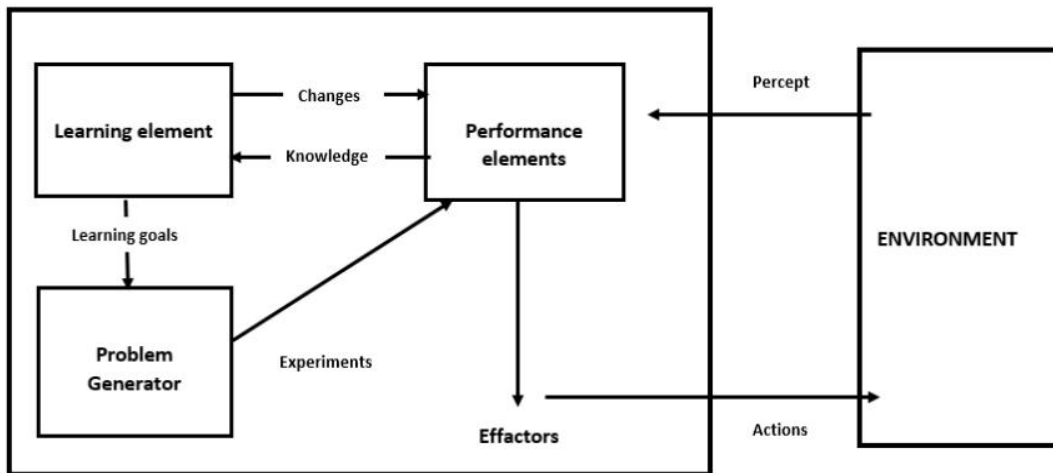 Learning element
Changes
Knowledge
Performance
elements
Percept
ENVIRONMENT
Learning goals
Problem
Generator
Experiments
Effactors
Actions